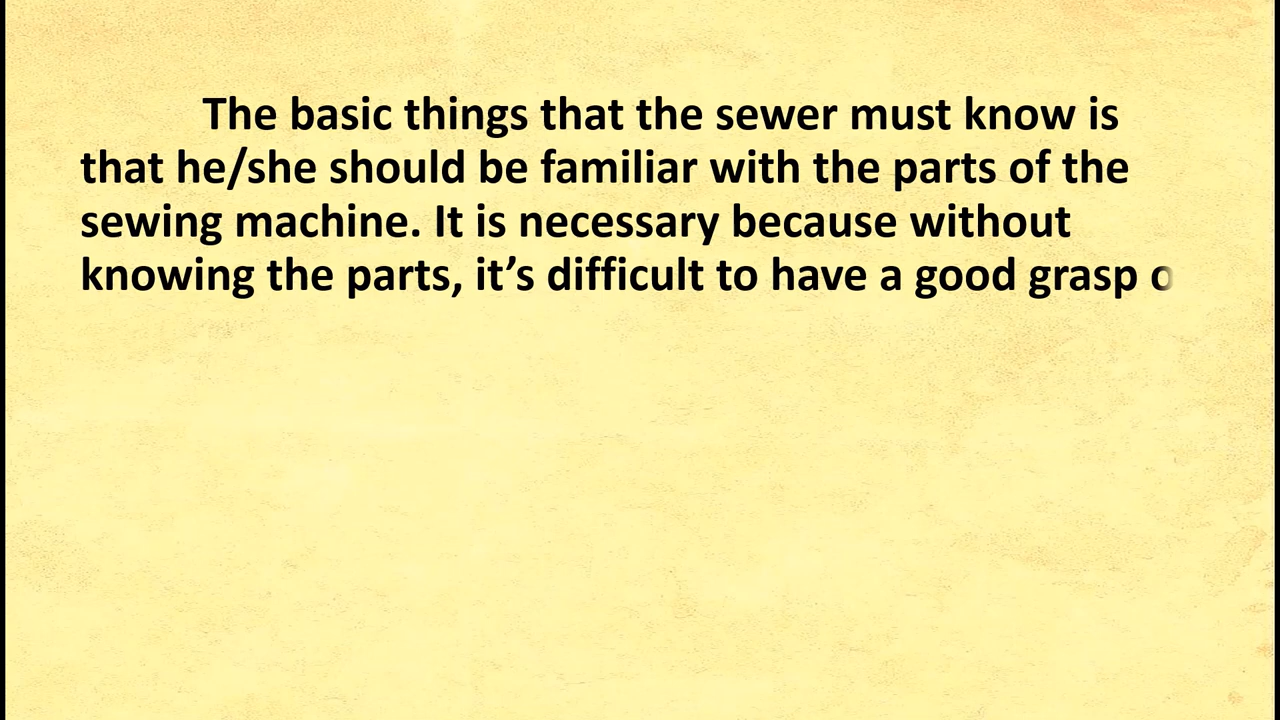 The basic things that the sewer must know is
that he/she should be familiar with the parts of the
sewing machine. It is necessary because without
knowing the parts, it’s difficult to have a good grasp